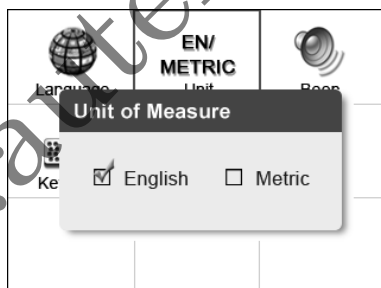 EN/
METRIC
Language Unit Beep
Unit of Measure
Ke
English Metric